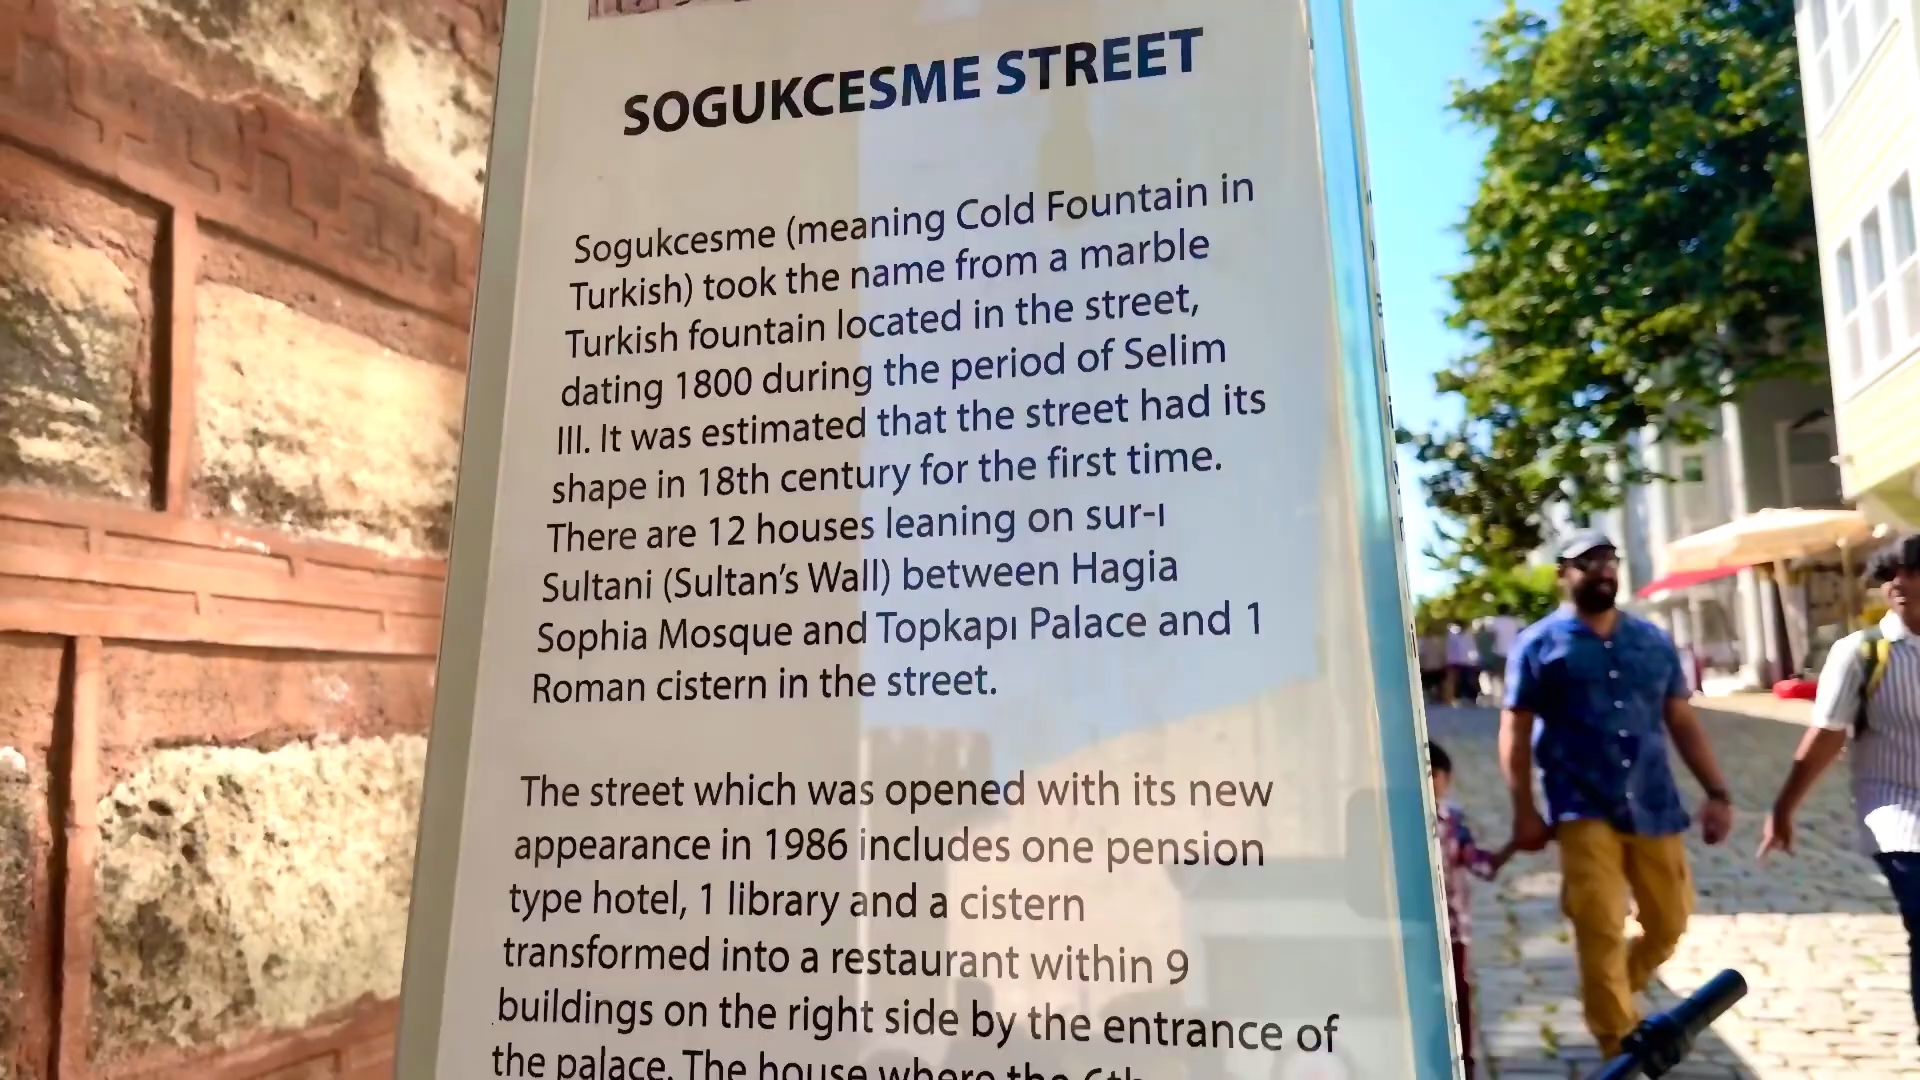 SOGUKCESME STREET
Sogukcesme (meaning Cold Fountain in
Turkish) took the name from a marble
Turkish fountain located in the street,
dating 1800 during the period of Selim
III. It was estimated that the street had its
shape in 18th century for the first time.
There are 12 houses leaning on sur-ı
Sultani (Sultan's Wall) between Hagia
Sophia Mosque and Topkapı Palace and 1
Roman cistern in the street.
The street which was opened with its new
appearance in 1986 includes one pension
type hotel, 1 library and a cistern
transformed into a restaurant within 9
buildings on the right side by the entrance of
the palace. The house where the 6th